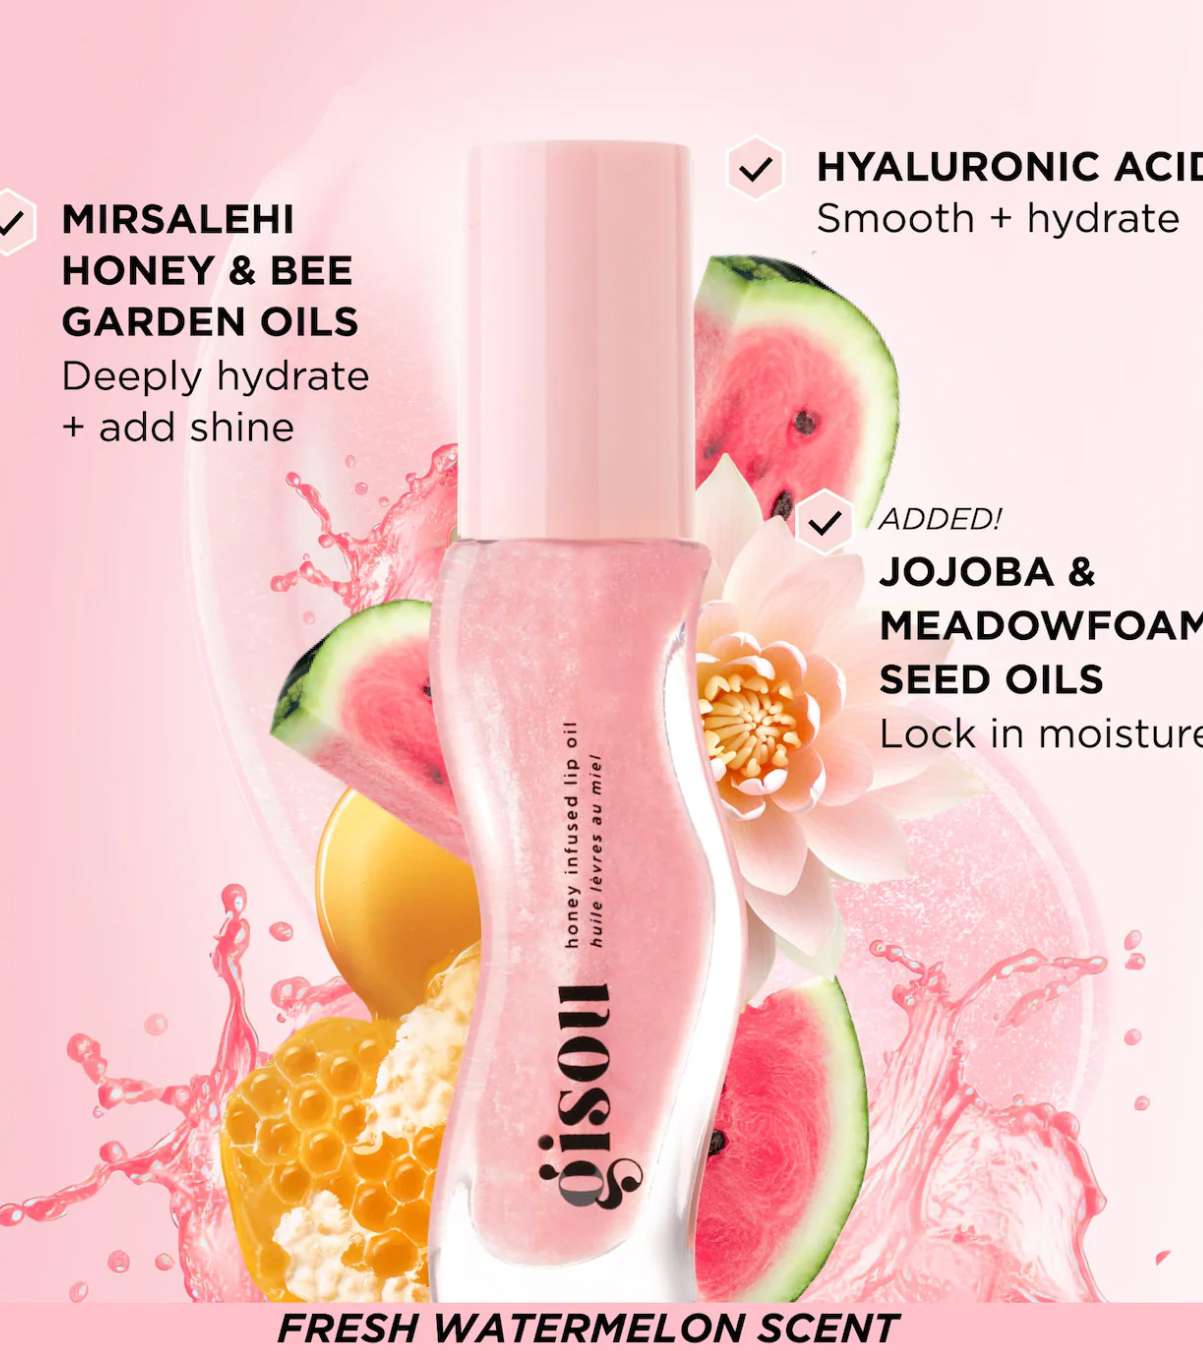 MIRSALEHI
HONEY & BEE
GARDEN OILS
Deeply hydrate
+ add shine
HYALURONIC ACID
Smooth + hydrate
ADDED!
JOJOBA &
MEADOWFOAM
SEED OILS
Lock in moisture
honey infused lip oil
huile lèvres au miel
gisou
FRESH WATERMELON SCENT